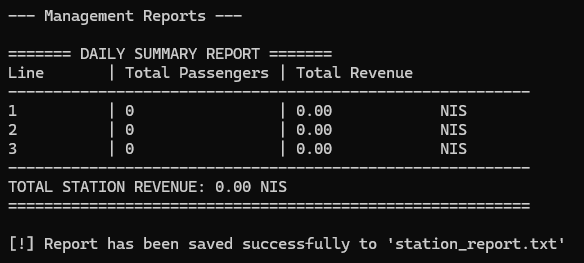 --- Management Reports ---
======= DAILY SUMMARY REPORT =======
Line       | Total Passengers | Total Revenue
----------------------------------------------------------
1          | 0                | 0.00            NIS
2          | 0                | 0.00            NIS
3          | 0                | 0.00            NIS
----------------------------------------------------------
TOTAL STATION REVENUE: 0.00 NIS
==========================================================
[!] Report has been saved successfully to 'station_report.txt'